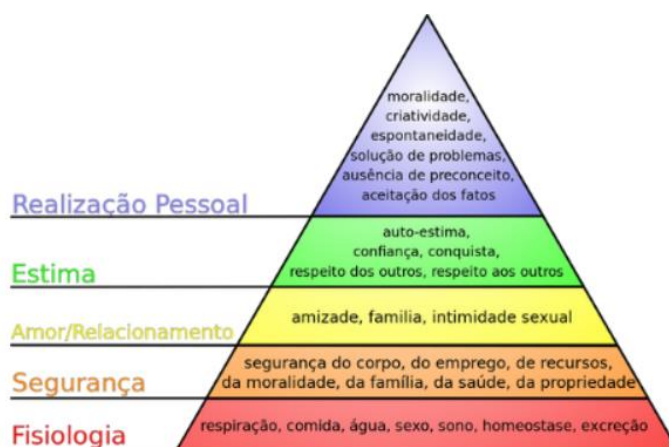 moralidade,
criatividade,
espontaneidade,
solução de problemas,
ausência de preconceito,
aceitação dos fatos
Realização Pessoal
auto-estima,
confiança, conquista,
respeito dos outros, respeito aos outros
Estima
amizade, familia, intimidade sexual
Amor/Relacionamento
segurança do corpo, do emprego, de recursos,
da moralidade, da família, da saúde, da propriedade
Segurança
respiração, comida, água, sexo, sono, homeostase, excreção
Fisiologia